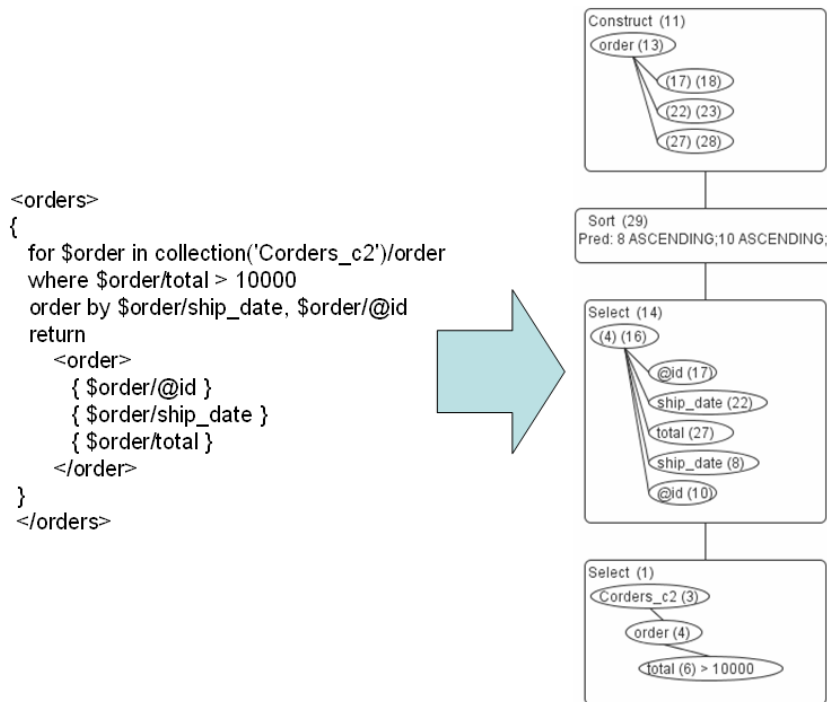 <orders>
{
for $order in collection('Corders_c2')/order
where $order/total > 10000
order by $order/ship_date, $order/@id
return
<order>
{ $order/@id }
{ $order/ship_date }
{ $order/total }
</order>
}
</orders>
Construct (11)
order (13)
(17) (18)
(22) (23)
(27) (28)
Sort (29)
Pred: 8 ASCENDING;10 ASCENDING;
Select (14)
(4) (16)
@id (17)
ship_date (22)
total (27)
ship_date (8)
@id (10)
Select (1)
Corders_c2 (3)
order (4)
total (6) > 10000